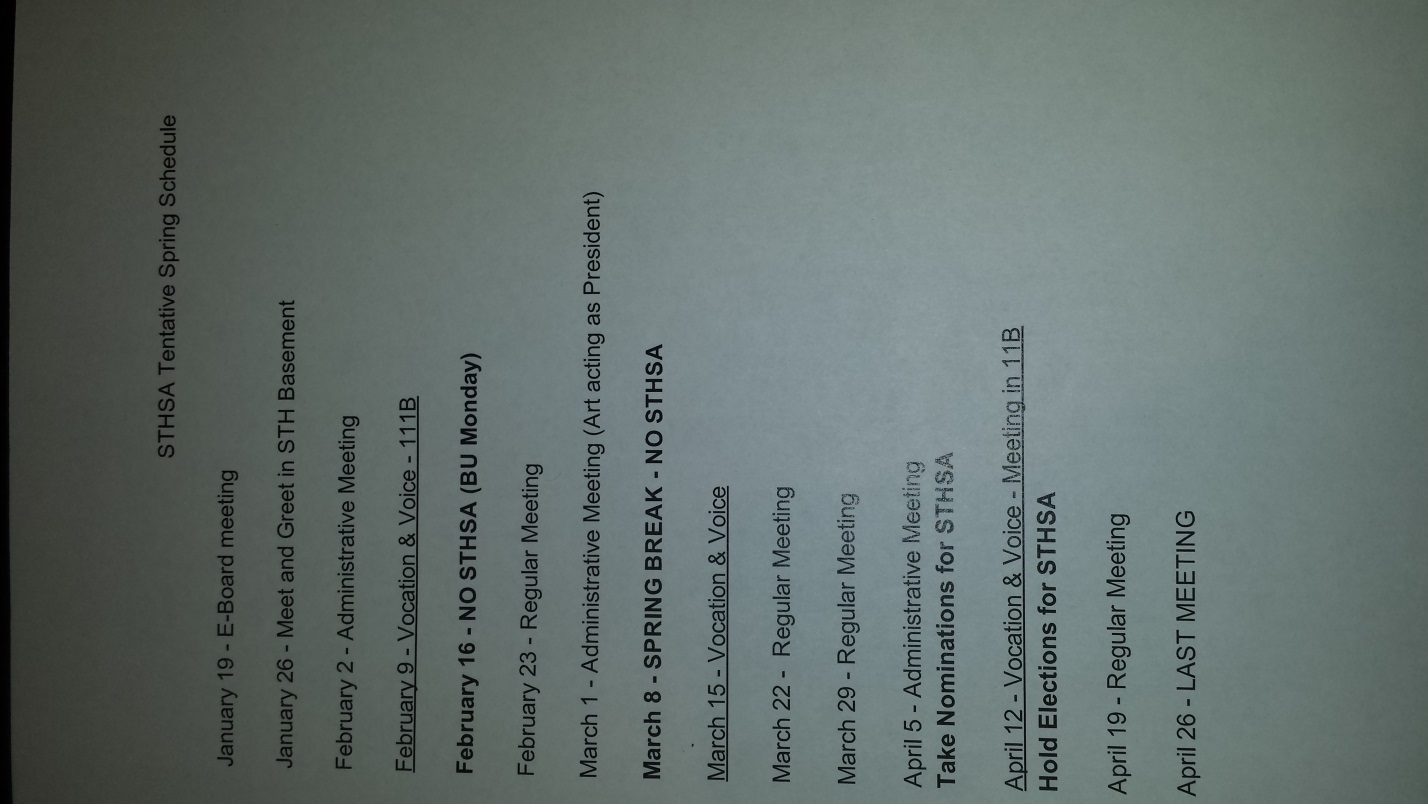 STHSA Tentative Spring Schedule
January 19 - E-Board meeting
January 26 - Meet and Greet in STH Basement
February 2 - Administrative Meeting
February 9 - Vocation & Voice - 111B
February 16 - NO STHSA (BU Monday)
February 23 - Regular Meeting
March 1 - Administrative Meeting (Art acting as President)
March 8 - SPRING BREAK - NO STHSA
March 15 - Vocation & Voice
March 22 - Regular Meeting
March 29 - Regular Meeting
April 5 - Administrative Meeting
Take Nominations for STHSA
April 12 - Vocation & Voice - Meeting in 11B
Hold Elections for STHSA
April 19 - Regular Meeting
April 26 - LAST MEETING